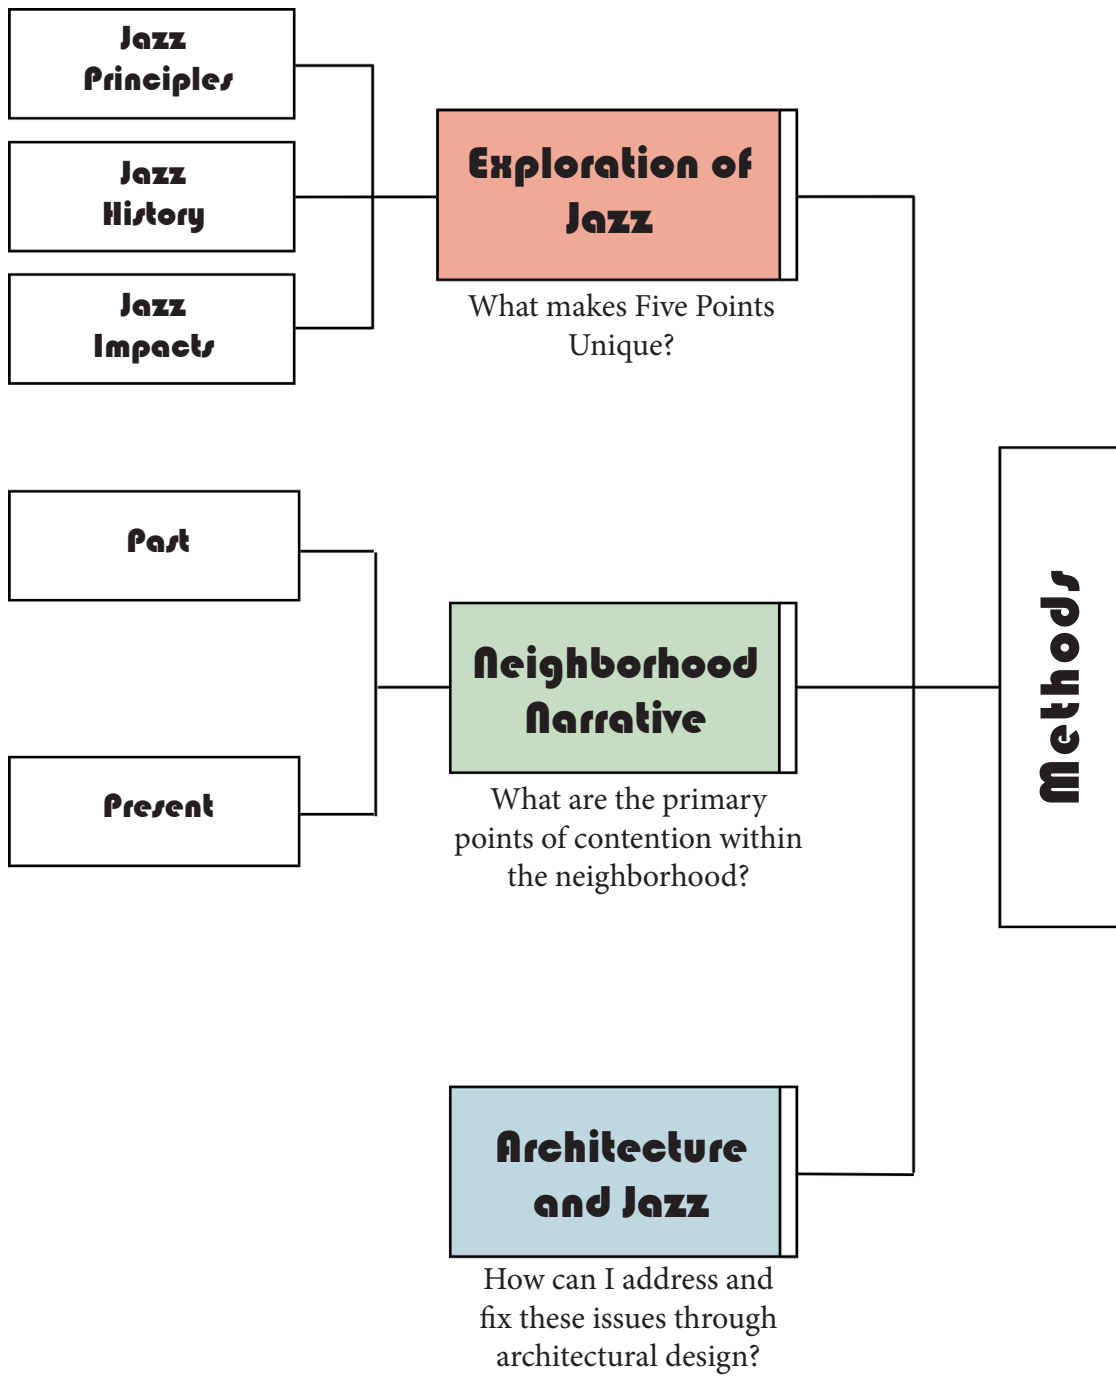 Jazz
Principles
Jazz
History
Jazz
Impacts
Exploration of
Jazz
What makes Five Points
Unique?
Past
Present
Neighborhood
Narrative
What are the primary
points of contention within
the neighborhood?
Architecture
and Jazz
How can I address and
fix these issues through
architectural design?
Methods